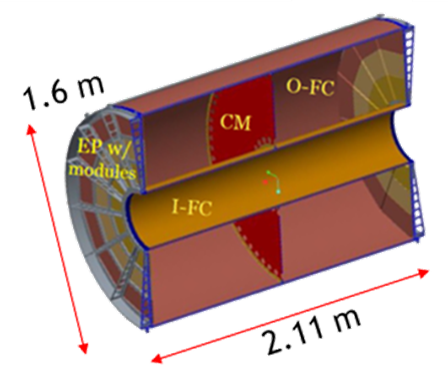 1.6 m
O-FC
CM
EP w/
modules
I-FC
2.11 m